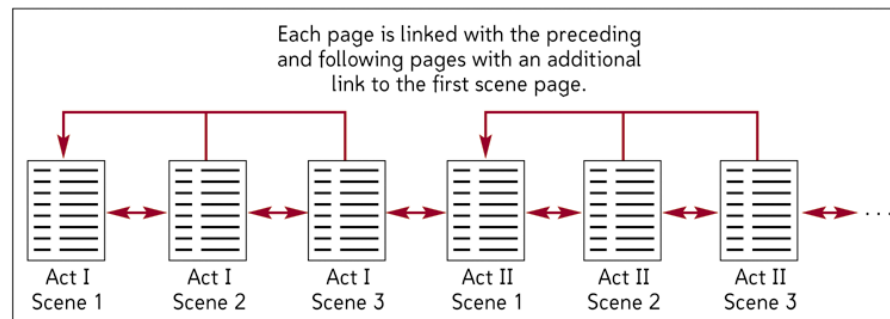 Each page is linked with the preceding
and following pages with an additional
link to the first scene page.
. . .
Act I
Scene 1
Act I
Scene 2
Act I
Scene 3
Act II
Scene 1
Act II
Scene 2
Act II
Scene 3